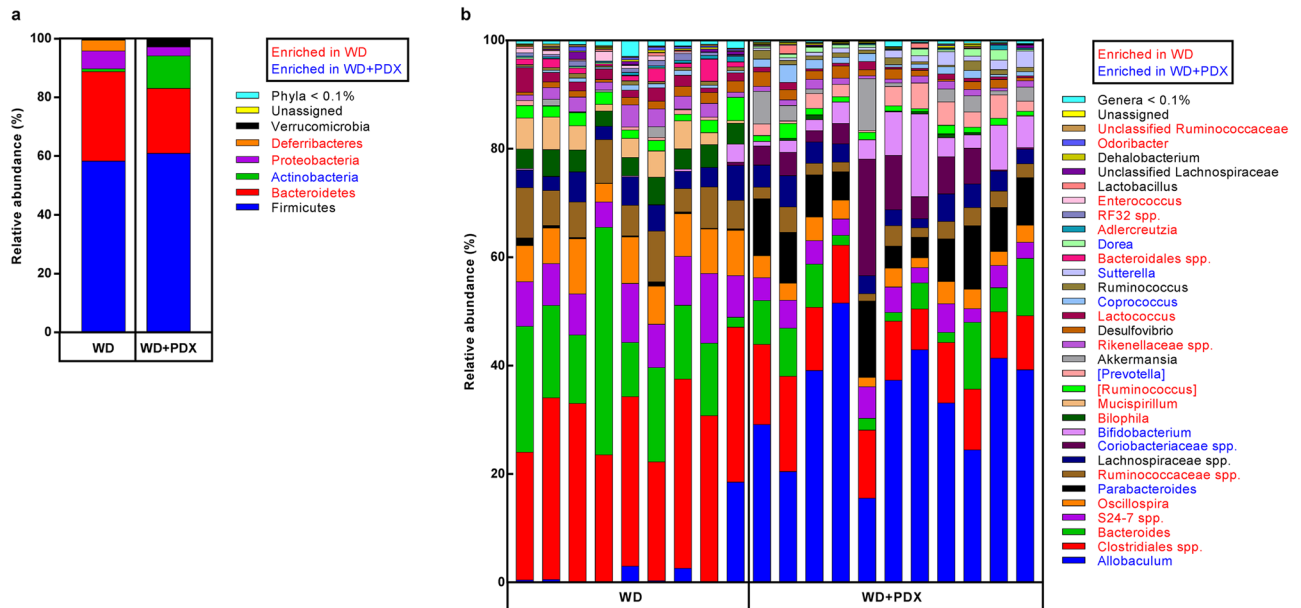 a
Relative abundance (%)
100
80
60
40
20
0
WD
WD+PDX
Enriched in WD
Enriched in WD+PDX
Phyla < 0.1%
Unassigned
Verrucomicrobia
Deferribacteres
Proteobacteria
Actinobacteria
Bacteroidetes
Firmicutes
b
Relative abundance (%)
100
80
60
40
20
0
WD
WD+PDX
Enriched in WD
Enriched in WD+PDX
Genera < 0.1%
Unassigned
Unclassified Ruminococcaceae
Odoribacter
Dehalobacterium
Unclassified Lachnospiraceae
Lactobacillus
Enterococcus
RF32 spp.
Adlercreutzia
Dorea
Bacteroidales spp.
Sutterella
Ruminococcus
Coprococcus
Lactococcus
Desulfovibrio
Rikenellaceae spp.
Akkermansia
[Prevotella]
[Ruminococcus]
Mucispirillum
Bilophila
Bifidobacterium
Coriobacteriaceae spp.
Lachnospiraceae spp.
Ruminococcaceae spp.
Parabacteroides
Oscillospira
S24-7 spp.
Bacteroides
Clostridiales spp.
Allobaculum